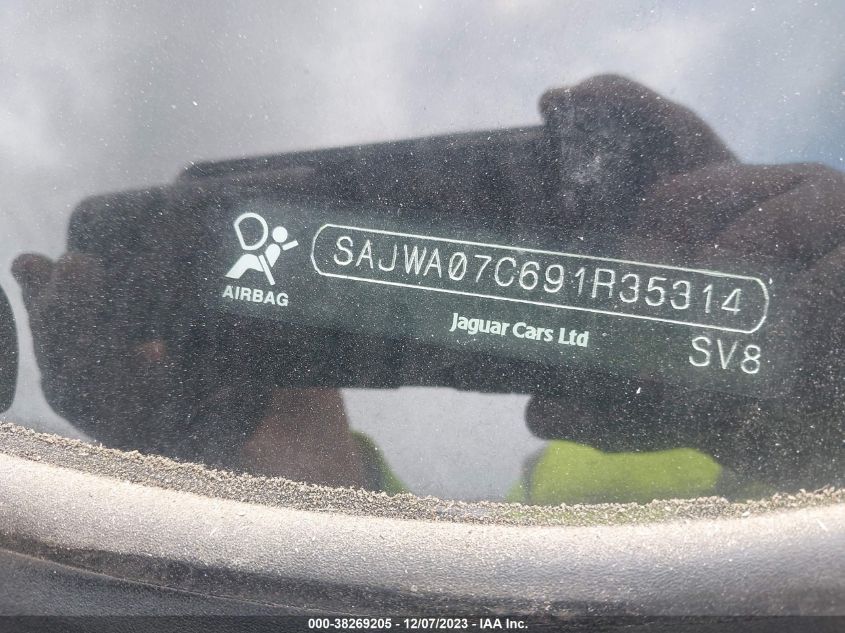 SAJWA07C691R35314
AIRBAG
Jaguar Cars Ltd
SV8
000-38269205 - 12/07/2023 - IAA Inc.